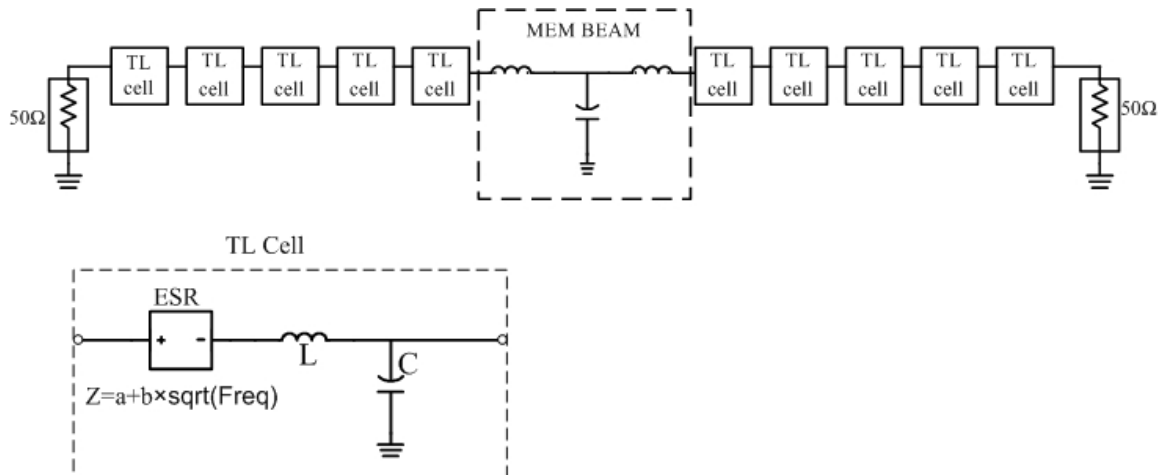 MEM BEAM
TL cell
TL cell
TL cell
TL cell
TL cell
TL cell
TL cell
TL cell
TL cell
TL cell
50Ω
50Ω
TL Cell
ESR
+ -
L
C
Z=a+b×sqrt(Freq)